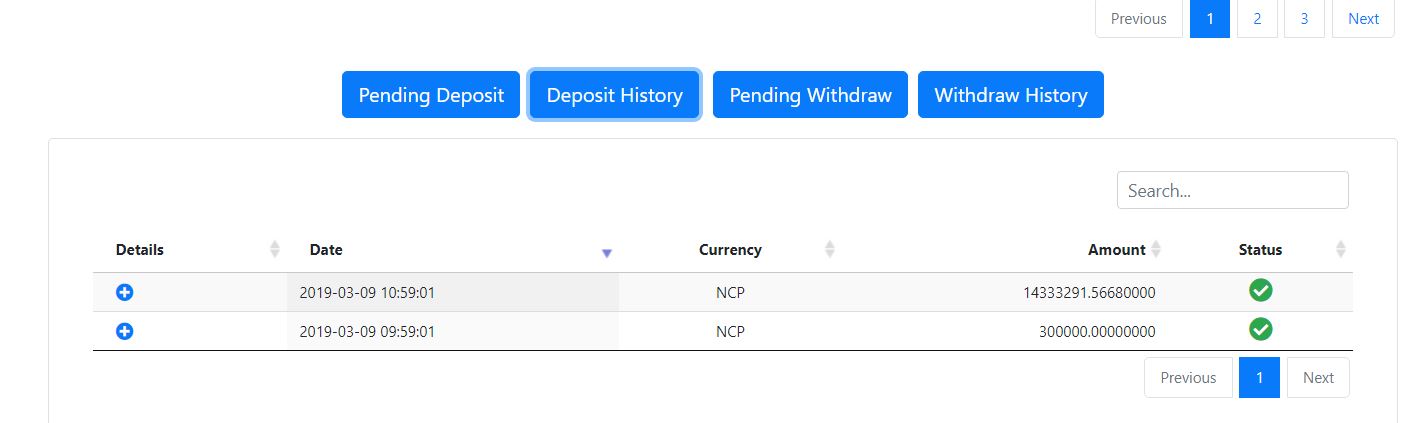 Previous 1 2 3 Next
Pending Deposit Deposit History Pending Withdraw Withdraw History
Search...
Details Date Currency Amount Status
2019-03-09 10:59:01 NCP 14333291.56680000
2019-03-09 09:59:01 NCP 300000.00000000
Previous 1 Next